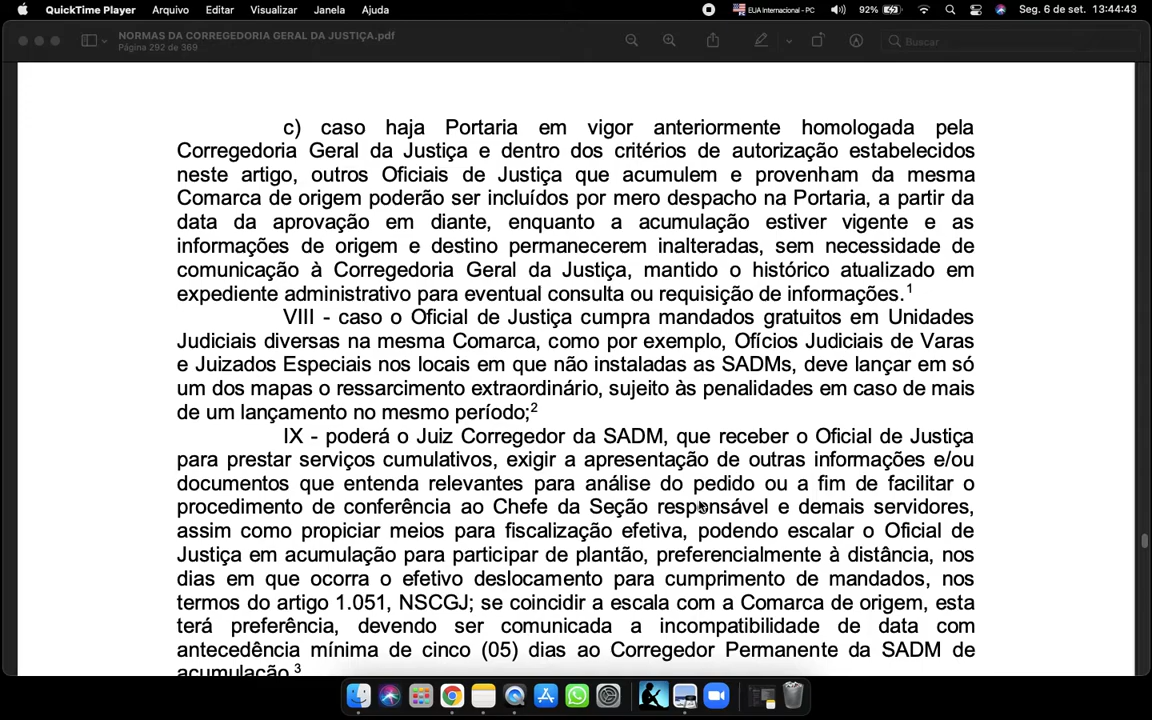 QuickTime Player Arquivo Editar Visualizar Janela Ajuda EUA Internacional - PC 92% Seg. 6 de set. 13:44:43
NORMAS DA CORREGEDORIA GERAL DA JUSTIÇA.pdf
Página 292 de 369
Buscar
c) caso haja Portaria em vigor anteriormente homologada pela
Corregedoria Geral da Justiça e dentro dos critérios de autorização estabelecidos
neste artigo, outros Oficiais de Justiça que acumulem e provenham da mesma
Comarca de origem poderão ser incluídos por mero despacho na Portaria, a partir da
data da aprovação em diante, enquanto a acumulação estiver vigente e as
informações de origem e destino permanecerem inalteradas, sem necessidade de
comunicação à Corregedoria Geral da Justiça, mantido o histórico atualizado em
expediente administrativo para eventual consulta ou requisição de informações.¹
VIII - caso o Oficial de Justiça cumpra mandados gratuitos em Unidades
Judiciais diversas na mesma Comarca, como por exemplo, Ofícios Judiciais de Varas
e Juizados Especiais nos locais em que não instaladas as SADMs, deve lançar em só
um dos mapas o ressarcimento extraordinário, sujeito às penalidades em caso de mais
de um lançamento no mesmo período;²
IX - poderá o Juiz Corregedor da SADM, que receber o Oficial de Justiça
para prestar serviços cumulativos, exigir a apresentação de outras informações e/ou
documentos que entenda relevantes para análise do pedido ou a fim de facilitar o
procedimento de conferência ao Chefe da Seção responsável e demais servidores,
assim como propiciar meios para fiscalização efetiva, podendo escalar o Oficial de
Justiça em acumulação para participar de plantão, preferencialmente à distância, nos
dias em que ocorra o efetivo deslocamento para cumprimento de mandados, nos
termos do artigo 1.051, NSCGJ; se coincidir a escala com a Comarca de origem, esta
terá preferência, devendo ser comunicada a incompatibilidade de data com
antecedência mínima de cinco (05) dias ao Corregedor Permanente da SADM de
acumulação.³